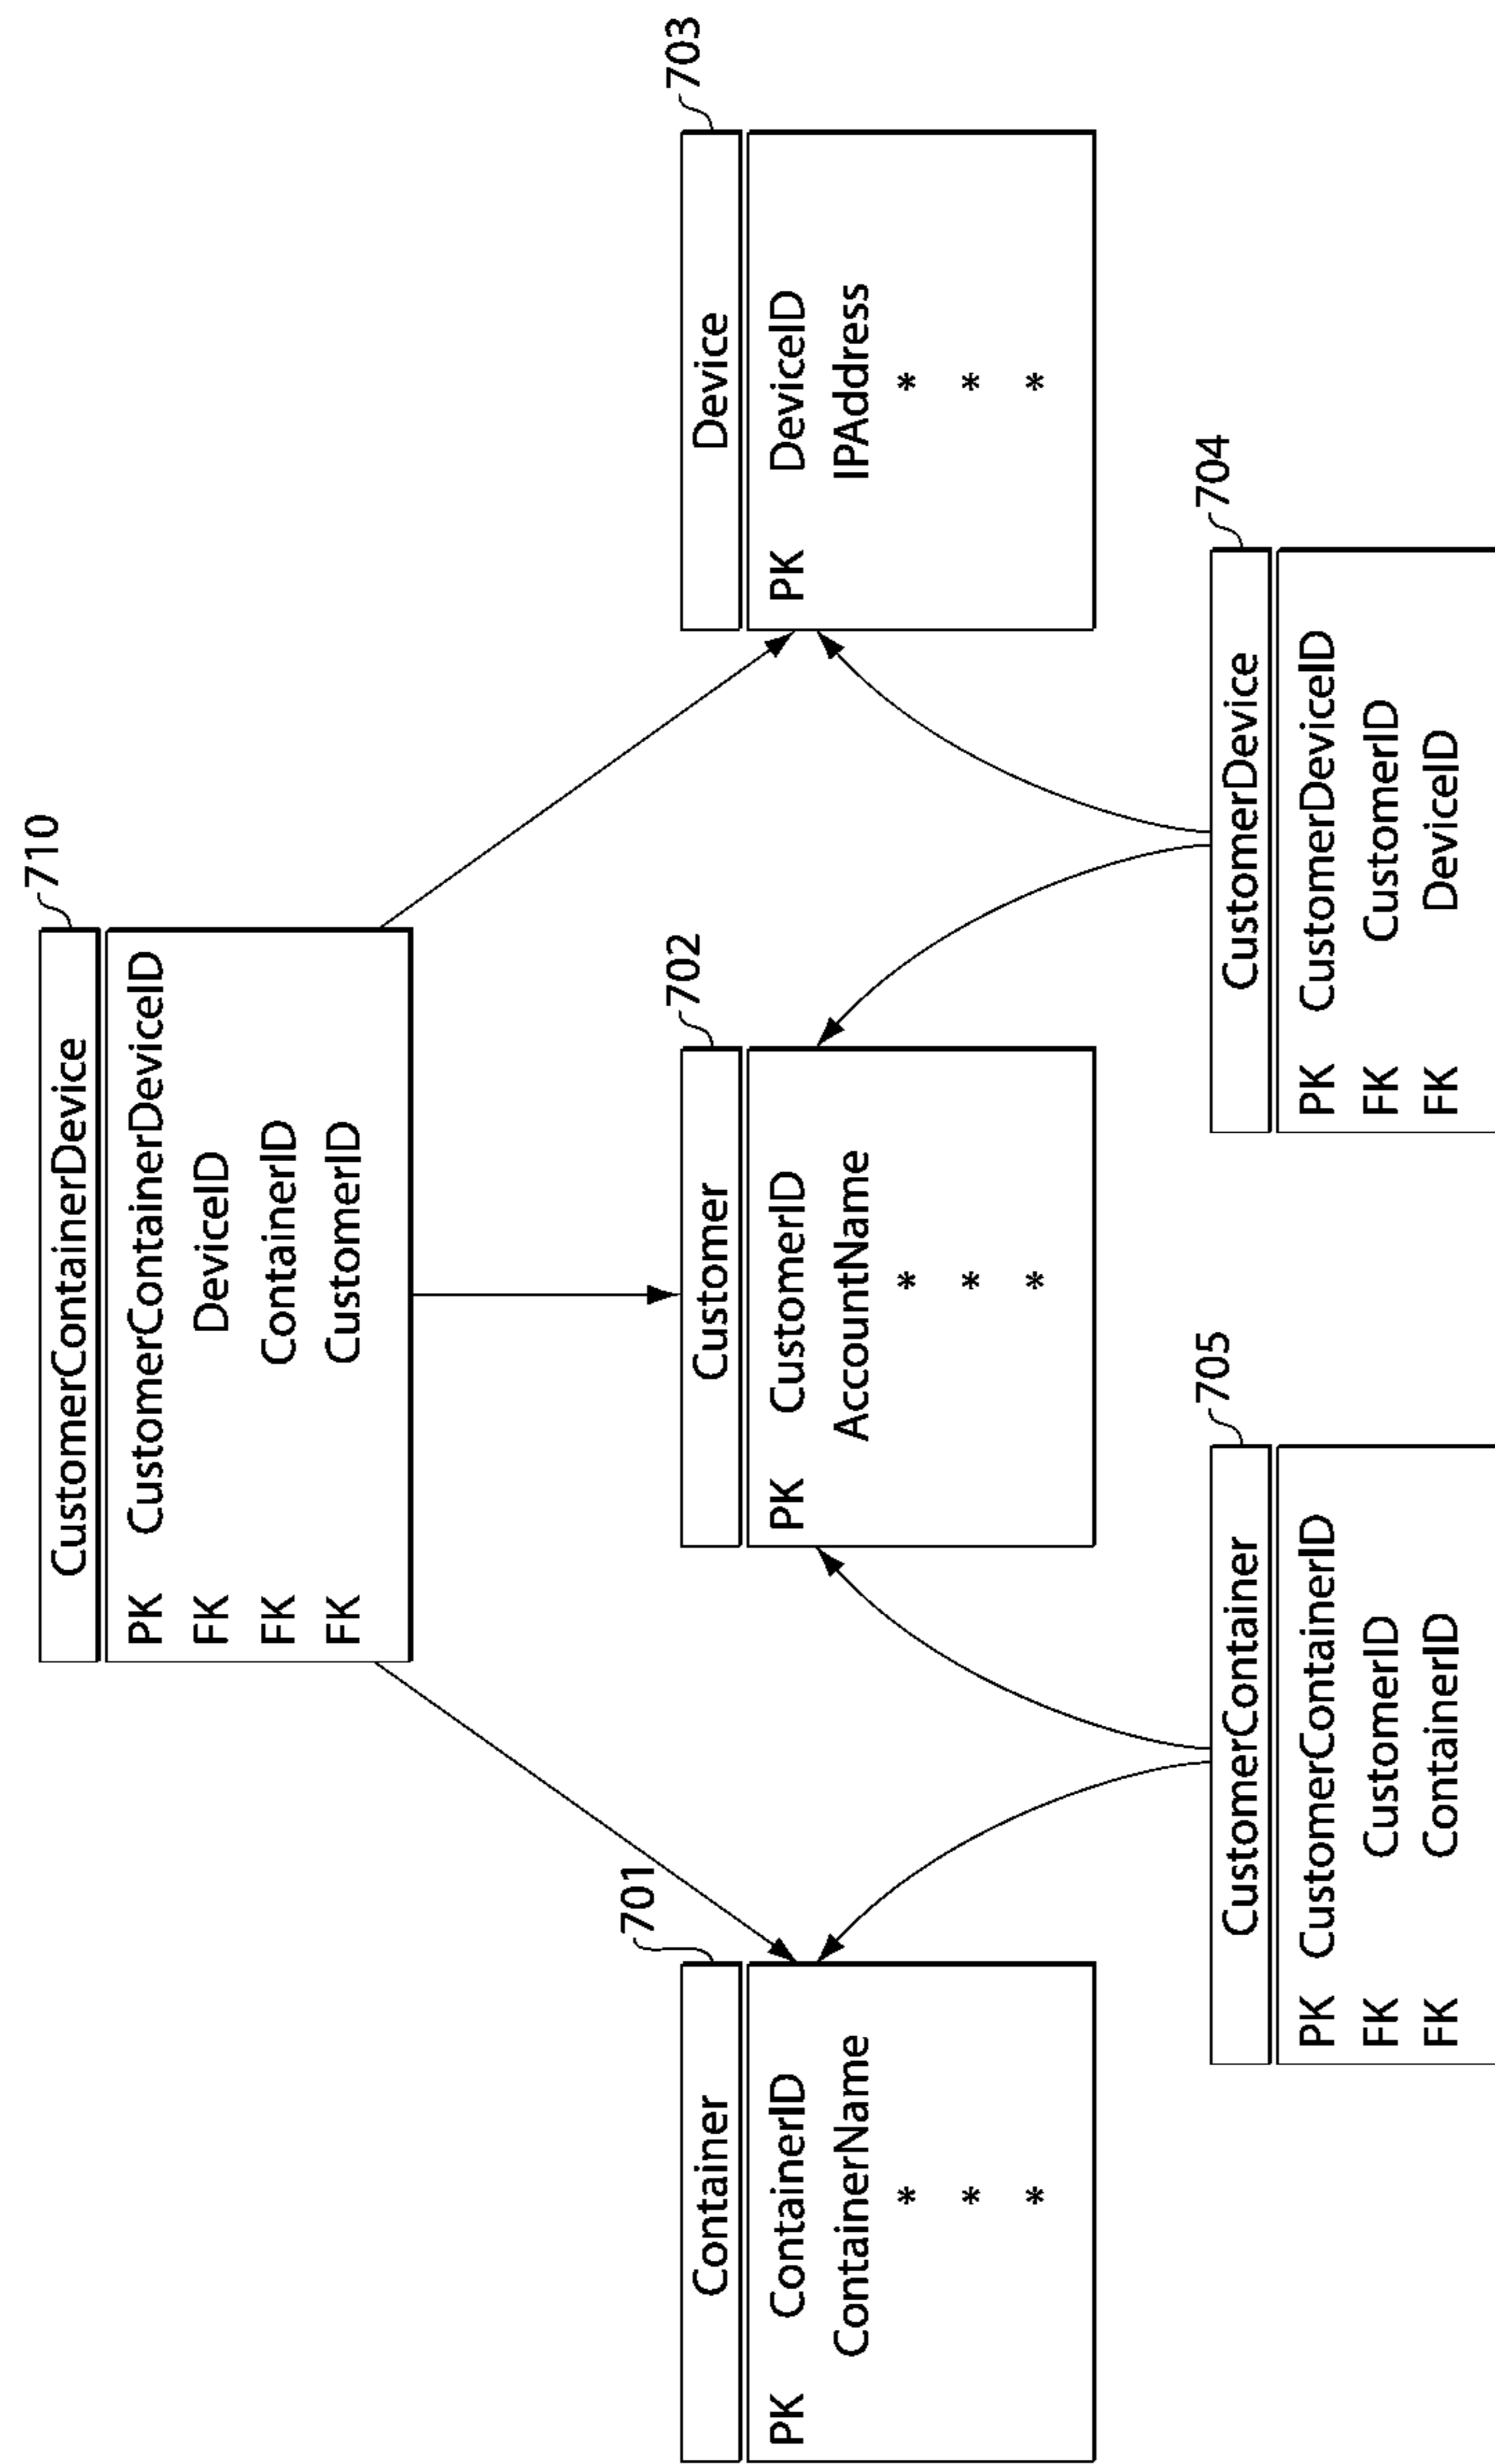 710
CustomerContainerDevice
PK CustomerContainerDeviceID
FK DeviceID
FK ContainerID
FK CustomerID
701
Container
PK ContainerID
ContainerName
*
*
*
702
Customer
PK CustomerID
AccountName
*
*
*
703
Device
PK DeviceID
IPAddress
*
*
*
705
CustomerContainer
PK CustomerContainerID
FK CustomerID
FK ContainerID
704
CustomerDevice
PK CustomerDeviceID
FK CustomerID
FK DeviceID